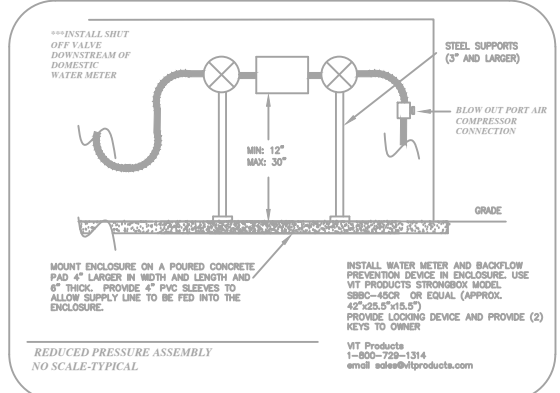 ***INSTALL SHUT
OFF VALVE
DOWNSTREAM OF
DOMESTIC
WATER METER
STEEL SUPPORTS
(3" AND LARGER)
BLOW OUT PORT AIR
COMPRESSOR
CONNECTION
MIN: 12"
MAX: 30"
GRADE
MOUNT ENCLOSURE ON A POURED CONCRETE
PAD 4" LARGER IN WIDTH AND LENGTH AND
6" THICK. PROVIDE 4" PVC SLEEVES TO
ALLOW SUPPLY LINE TO BE FED INTO THE
ENCLOSURE.
INSTALL WATER METER AND BACKFLOW
PREVENTION DEVICE IN ENCLOSURE. USE
VIT PRODUCTS STRONGBOX MODEL
SBBC-45CR OR EQUAL (APPROX.
42"x25.5"x15.5")
PROVIDE LOCKING DEVICE AND PROVIDE (2)
KEYS TO OWNER
VIT Products
1-800-729-1314
email sales@vitproducts.com
REDUCED PRESSURE ASSEMBLY
NO SCALE-TYPICAL